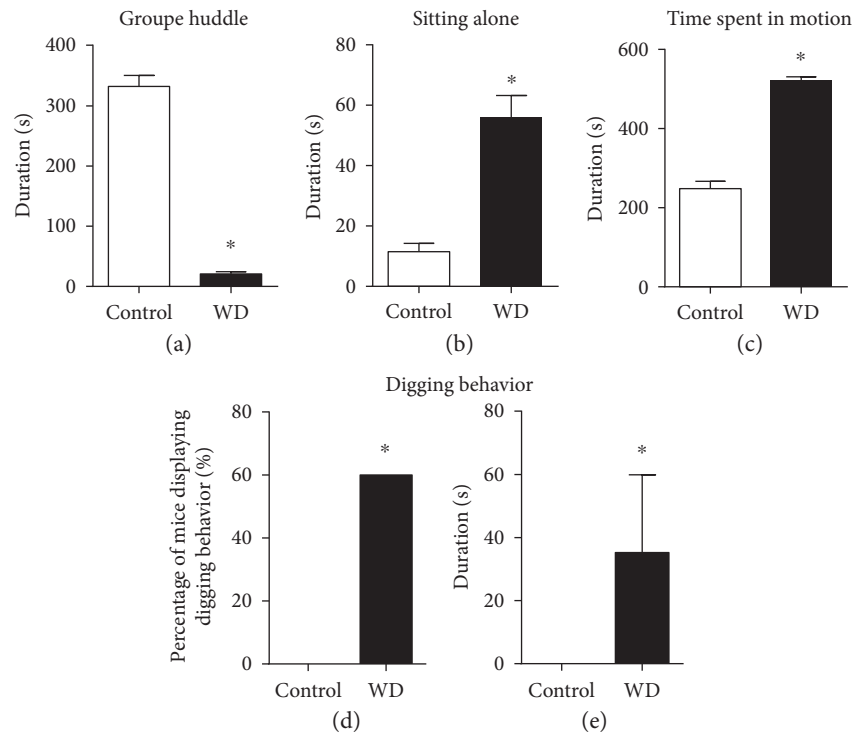 Groupe huddle
Duration (s)
400
300
200
100
0
*
Control WD
(a)
Sitting alone
Duration (s)
80
60
40
20
0
*
Control WD
(b)
Time spent in motion
Duration (s)
600
400
200
0
*
Control WD
(c)
Digging behavior
Percentage of mice displaying
digging behavior (%)
80
60
40
20
0
*
Control WD
(d)
Duration (s)
80
60
40
20
0
*
Control WD
(e)